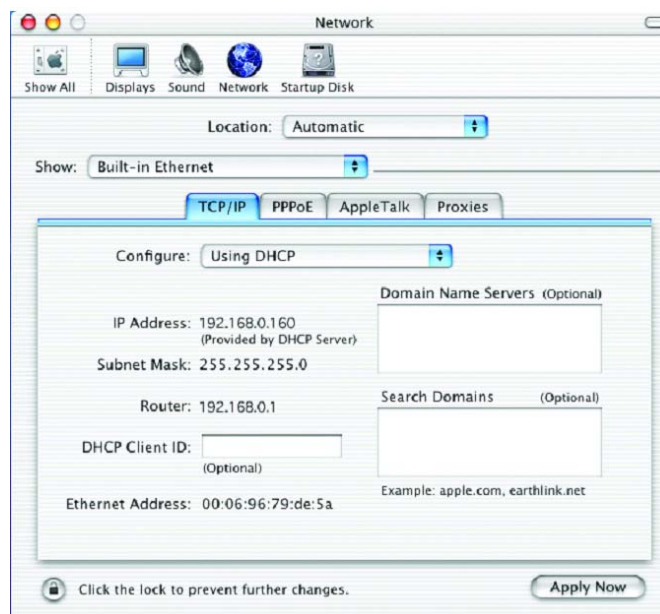 Network
Show All Displays Sound Network Startup Disk
Location: Automatic
Show: Built-in Ethernet
TCP/IP PPPoE AppleTalk Proxies
Configure: Using DHCP
Domain Name Servers (Optional)
IP Address: 192.168.0.160
(Provided by DHCP Server)
Subnet Mask: 255.255.255.0
Search Domains (Optional)
Router: 192.168.0.1
DHCP Client ID:
(Optional)
Example: apple.com, earthlink.net
Ethernet Address: 00:06:96:79:de:5a
Click the lock to prevent further changes.
Apply Now